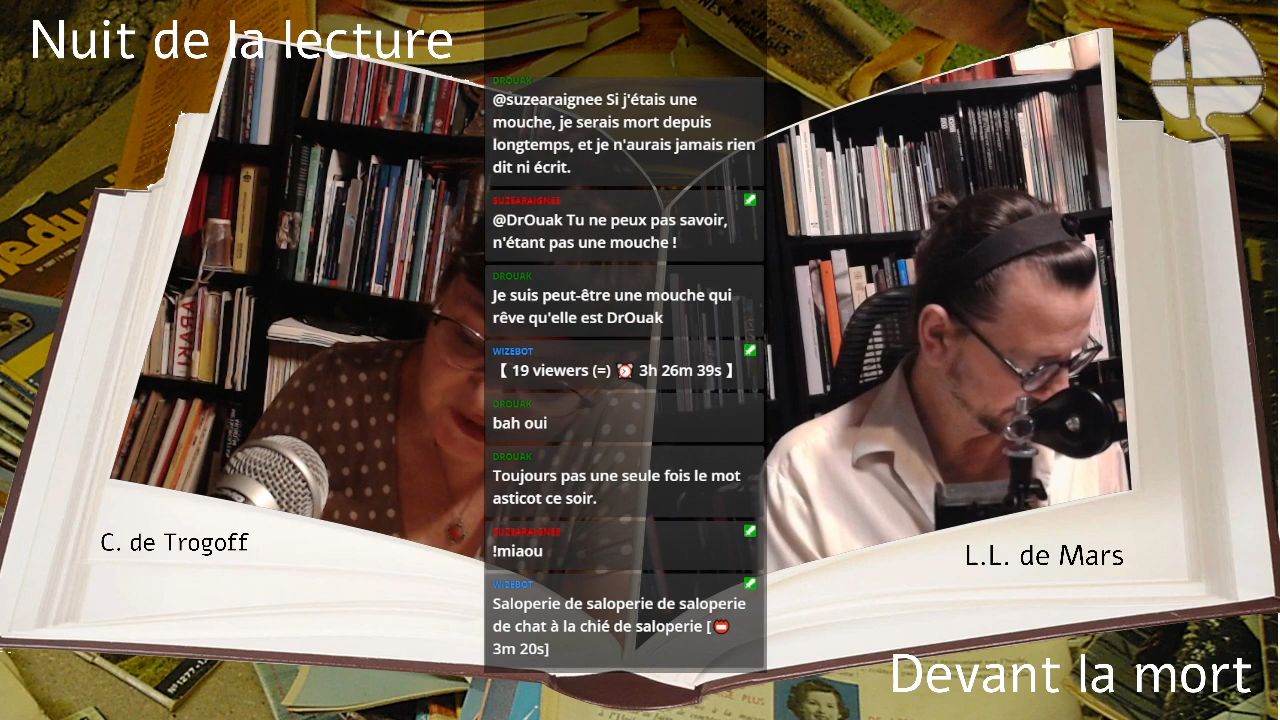 Nuit de la lecture
DROUAK
@suzearaignee Si j'étais une
mouche, je serais mort depuis
longtemps, et je n'aurais jamais rien
dit ni écrit.
SUZEARAIGNEE
@DrOuak Tu ne peux pas savoir,
n'étant pas une mouche !
DROUAK
Je suis peut-être une mouche qui
rêve qu'elle est DrOuak
WIZEBOT
【 19 viewers (=) ⏰ 3h 26m 39s 】
DROUAK
bah oui
DROUAK
Toujours pas une seule fois le mot
asticot ce soir.
SUZEARAIGNEE
!miaou
WIZEBOT
Saloperie de saloperie de saloperie
de chat à la chié de saloperie [📛
3m 20s]
C. de Trogoff
L.L. de Mars
Devant la mort